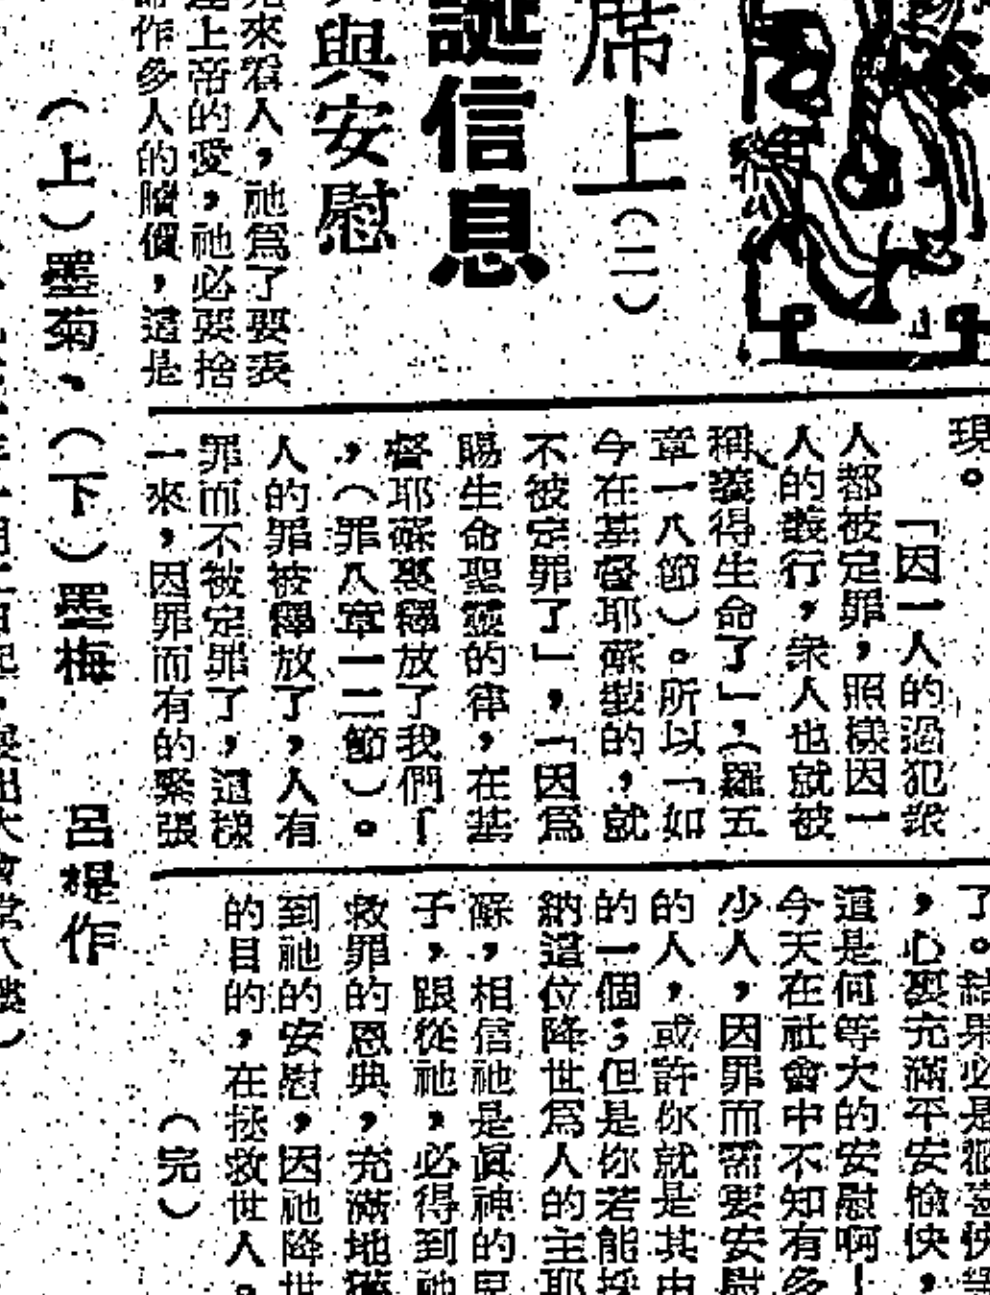 席上(二)
誕信息
與安慰
來看人，祂爲了要表
上帝的愛，祂必要捨
作多人的贖價，這是
現。
「因一人的過犯衆
人都被定罪，照樣因一
人的義行，衆人也就被
稱義得生命了」，(羅五
章一八節)。所以「如
今在基督耶穌裏的，就
不被定罪了」，「因爲
賜生命聖靈的律，在基
督耶穌裏釋放了我們「
，(罪八章一二節)。
人的罪被釋放了，人有
罪而不被定罪了，這樣
一來，因罪而有的緊張
了。結果必是
，心裏充滿平安愉快，
這是何等大的安慰啊！
今天在社會中不知有多
少人，因罪而需要安慰
的人，或許你就是其中
的一個；但是你若能採
納這位降世爲人的主耶
穌，相信祂是眞神的兒
子，跟從祂，必得到祂
救罪的恩典，充滿地獲
到祂的安慰，因祂降世
的目的，在拯救世人。
(完)
(上)墨菊、(下)墨梅 呂堤作